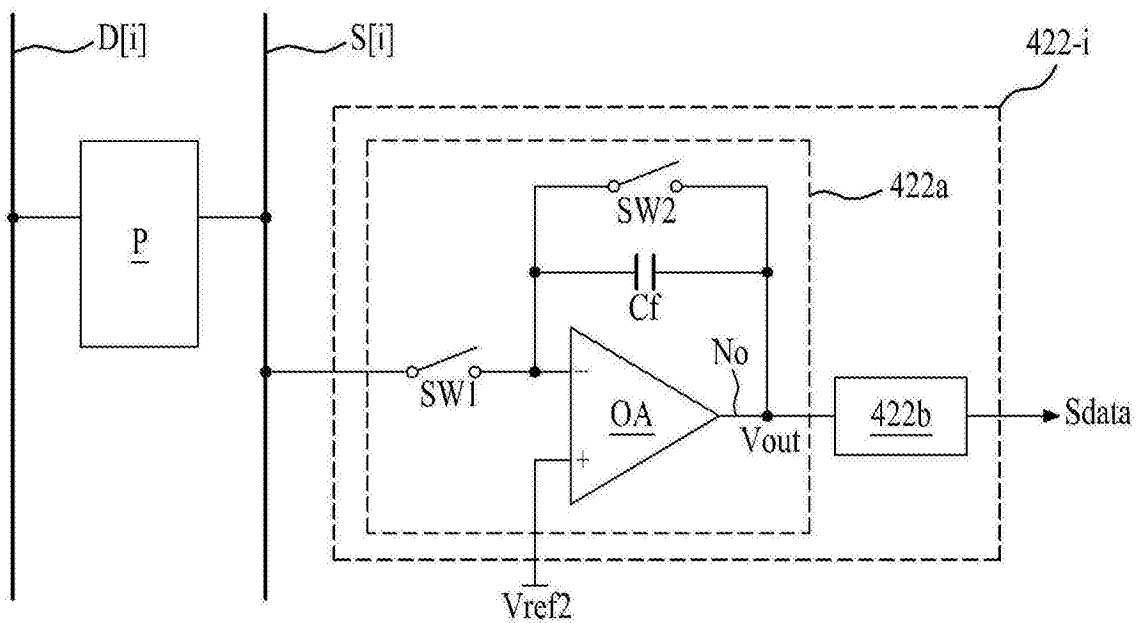 D[i]
S[i]
422-i
422a
SW2
P
Cf
SW1
−
No
OA
422b
Sdata
Vout
+
Vref2